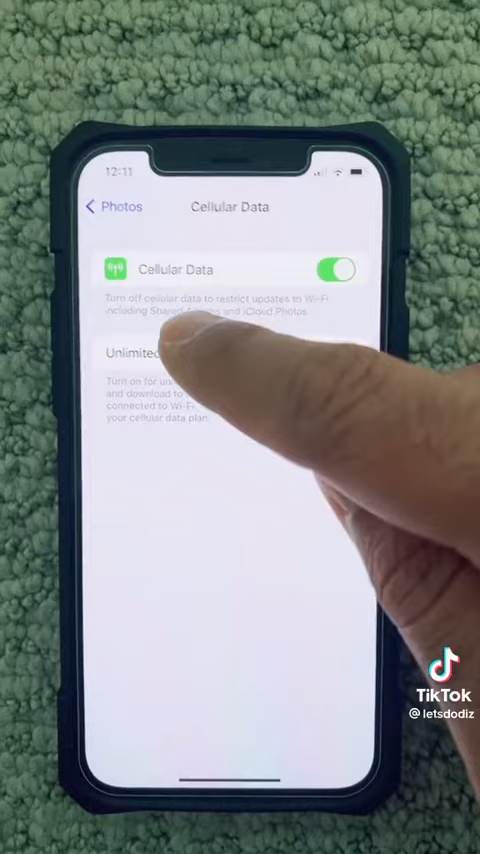 12:11
Photos
Cellular Data
Cellular Data
Turn off cellular data to restrict updates to Wi-Fi,
including Shared and iCloud Photos.
Unlimited
Turn on for
and download to
connected to Wi-Fi.
your cellular data plan.
TikTok
@letsdodiz